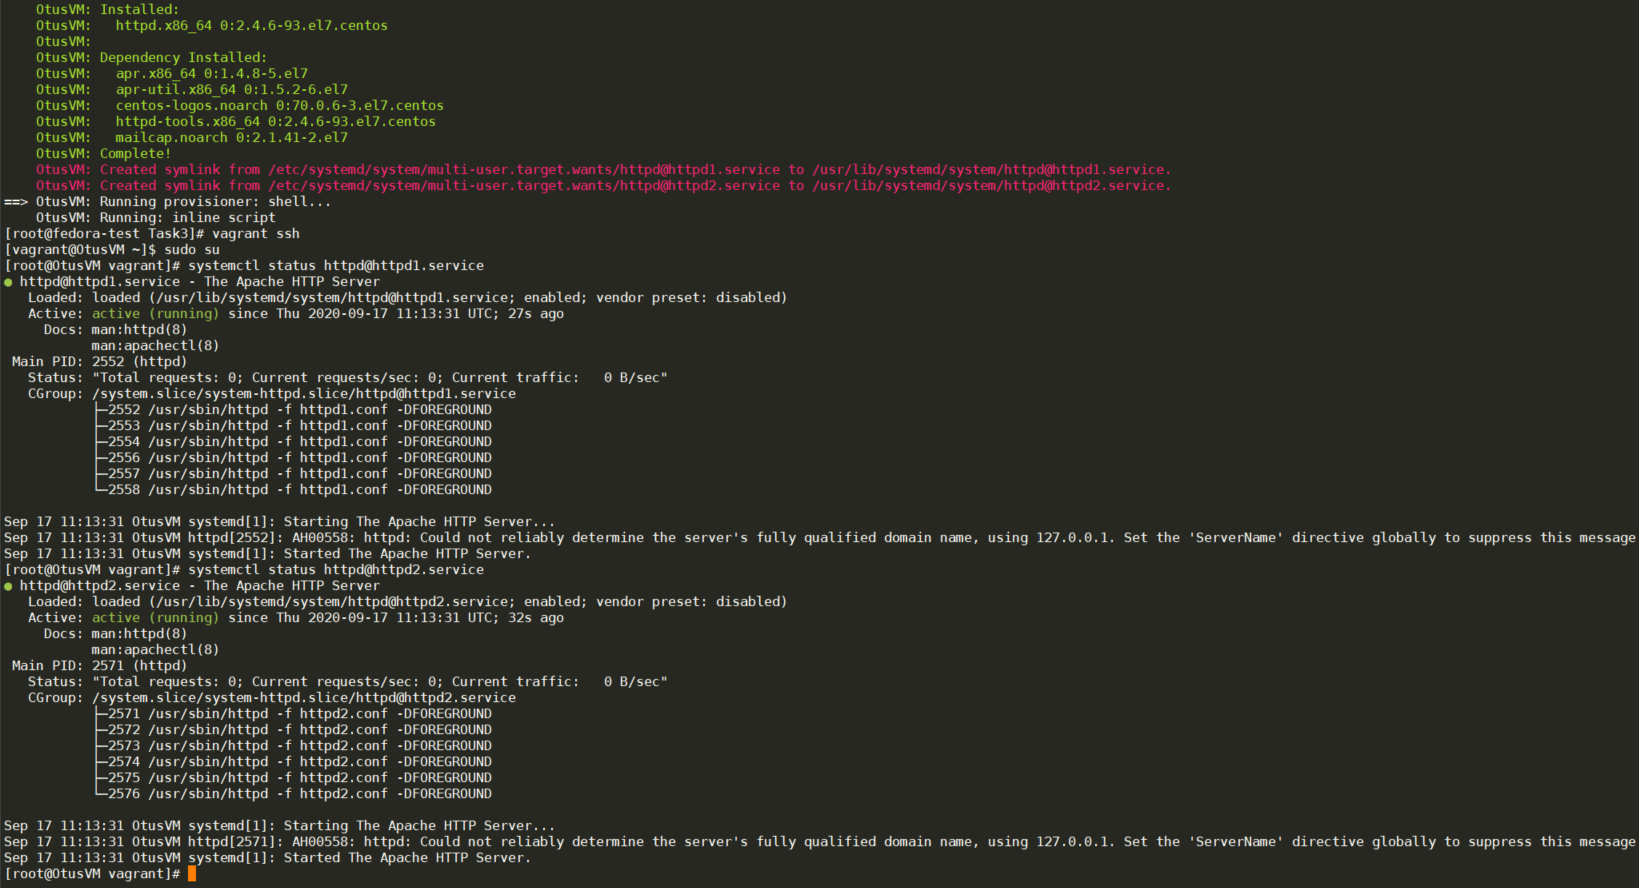 OtusVM: Installed:
OtusVM:   httpd.x86_64 0:2.4.6-93.el7.centos
OtusVM:
OtusVM: Dependency Installed:
OtusVM:   apr.x86_64 0:1.4.8-5.el7
OtusVM:   apr-util.x86_64 0:1.5.2-6.el7
OtusVM:   centos-logos.noarch 0:70.0.6-3.el7.centos
OtusVM:   httpd-tools.x86_64 0:2.4.6-93.el7.centos
OtusVM:   mailcap.noarch 0:2.1.41-2.el7
OtusVM: Complete!
OtusVM: Created symlink from /etc/systemd/system/multi-user.target.wants/httpd@httpd1.service to /usr/lib/systemd/system/httpd@httpd1.service.
OtusVM: Created symlink from /etc/systemd/system/multi-user.target.wants/httpd@httpd2.service to /usr/lib/systemd/system/httpd@httpd2.service.
==> OtusVM: Running provisioner: shell...
OtusVM: Running: inline script
[root@fedora-test Task3]# vagrant ssh
[vagrant@OtusVM ~]$ sudo su
[root@OtusVM vagrant]# systemctl status httpd@httpd1.service
● httpd@httpd1.service - The Apache HTTP Server
Loaded: loaded (/usr/lib/systemd/system/httpd@httpd1.service; enabled; vendor preset: disabled)
Active: active (running) since Thu 2020-09-17 11:13:31 UTC; 27s ago
Docs: man:httpd(8)
man:apachectl(8)
Main PID: 2552 (httpd)
Status: "Total requests: 0; Current requests/sec: 0; Current traffic:   0 B/sec"
CGroup: /system.slice/system-httpd.slice/httpd@httpd1.service
├─2552 /usr/sbin/httpd -f httpd1.conf -DFOREGROUND
├─2553 /usr/sbin/httpd -f httpd1.conf -DFOREGROUND
├─2554 /usr/sbin/httpd -f httpd1.conf -DFOREGROUND
├─2556 /usr/sbin/httpd -f httpd1.conf -DFOREGROUND
├─2557 /usr/sbin/httpd -f httpd1.conf -DFOREGROUND
└─2558 /usr/sbin/httpd -f httpd1.conf -DFOREGROUND
Sep 17 11:13:31 OtusVM systemd[1]: Starting The Apache HTTP Server...
Sep 17 11:13:31 OtusVM httpd[2552]: AH00558: httpd: Could not reliably determine the server's fully qualified domain name, using 127.0.0.1. Set the 'ServerName' directive globally to suppress this message
Sep 17 11:13:31 OtusVM systemd[1]: Started The Apache HTTP Server.
[root@OtusVM vagrant]# systemctl status httpd@httpd2.service
● httpd@httpd2.service - The Apache HTTP Server
Loaded: loaded (/usr/lib/systemd/system/httpd@httpd2.service; enabled; vendor preset: disabled)
Active: active (running) since Thu 2020-09-17 11:13:31 UTC; 32s ago
Docs: man:httpd(8)
man:apachectl(8)
Main PID: 2571 (httpd)
Status: "Total requests: 0; Current requests/sec: 0; Current traffic:   0 B/sec"
CGroup: /system.slice/system-httpd.slice/httpd@httpd2.service
├─2571 /usr/sbin/httpd -f httpd2.conf -DFOREGROUND
├─2572 /usr/sbin/httpd -f httpd2.conf -DFOREGROUND
├─2573 /usr/sbin/httpd -f httpd2.conf -DFOREGROUND
├─2574 /usr/sbin/httpd -f httpd2.conf -DFOREGROUND
├─2575 /usr/sbin/httpd -f httpd2.conf -DFOREGROUND
└─2576 /usr/sbin/httpd -f httpd2.conf -DFOREGROUND
Sep 17 11:13:31 OtusVM systemd[1]: Starting The Apache HTTP Server...
Sep 17 11:13:31 OtusVM httpd[2571]: AH00558: httpd: Could not reliably determine the server's fully qualified domain name, using 127.0.0.1. Set the 'ServerName' directive globally to suppress this message
Sep 17 11:13:31 OtusVM systemd[1]: Started The Apache HTTP Server.
[root@OtusVM vagrant]#